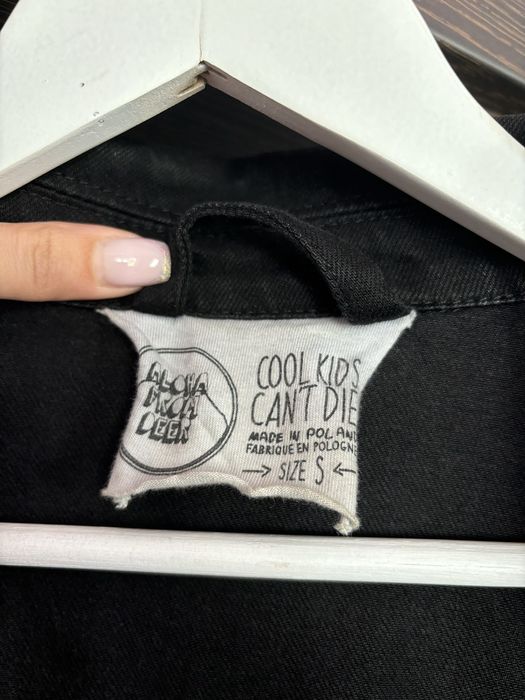 ALOHA
FROM
DEER
COOL KIDS
CAN'T DIE
MADE IN POLAND
FABRIQUE EN POLOGNE
→ SIZE S ←